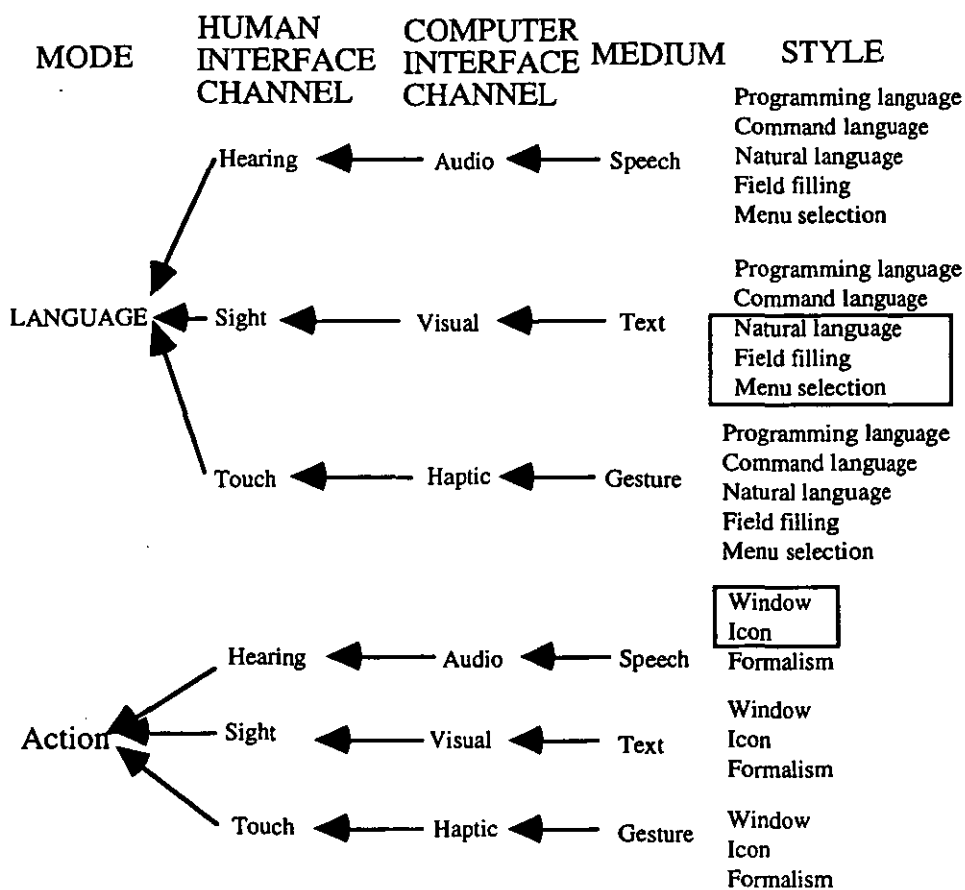 MODE
HUMAN
INTERFACE
CHANNEL
COMPUTER
INTERFACE
CHANNEL
MEDIUM
STYLE
Hearing
Audio
Speech
Programming language
Command language
Natural language
Field filling
Menu selection
LANGUAGE
Sight
Visual
Text
Programming language
Command language
Natural language
Field filling
Menu selection
Touch
Haptic
Gesture
Programming language
Command language
Natural language
Field filling
Menu selection
Action
Hearing
Audio
Speech
Window
Icon
Formalism
Sight
Visual
Text
Window
Icon
Formalism
Touch
Haptic
Gesture
Window
Icon
Formalism